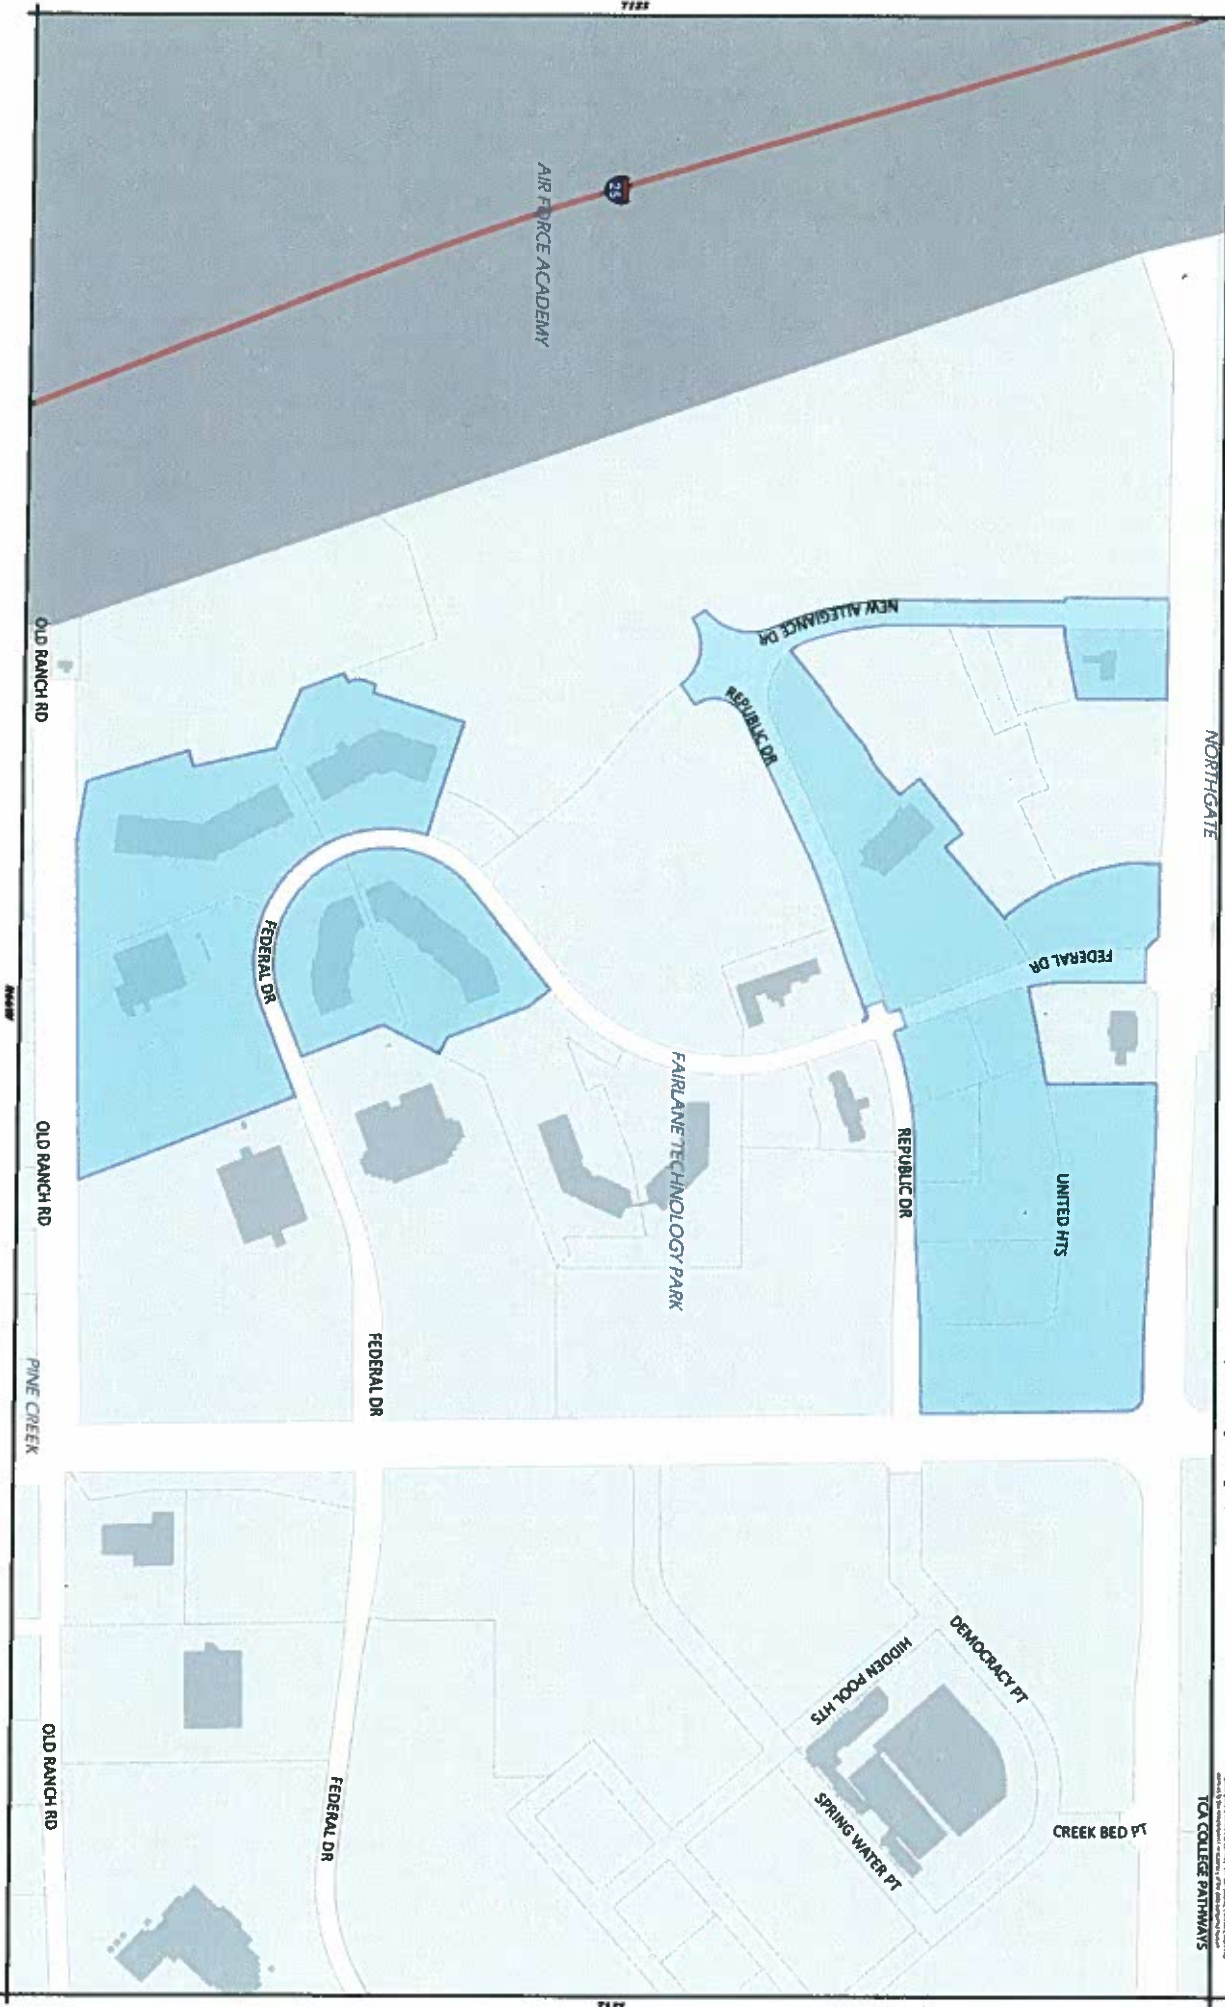 25
AIR FORCE ACADEMY
OLD RANCH RD
NEW ALLEGIANCE DR
REPUBLIC DR
NORTHGATE
FEDERAL DR
FEDERAL DR
FAIRLANE TECHNOLOGY PARK
OLD RANCH RD
REPUBLIC DR
UNITED HTS
PINE CREEK
FEDERAL DR
DEMOCRACY PT
HIDDEN POOL HTS
OLD RANCH RD
FEDERAL DR
SPRING WATER PT
CREEK BED PT
TCA COLLEGE PATHWAYS